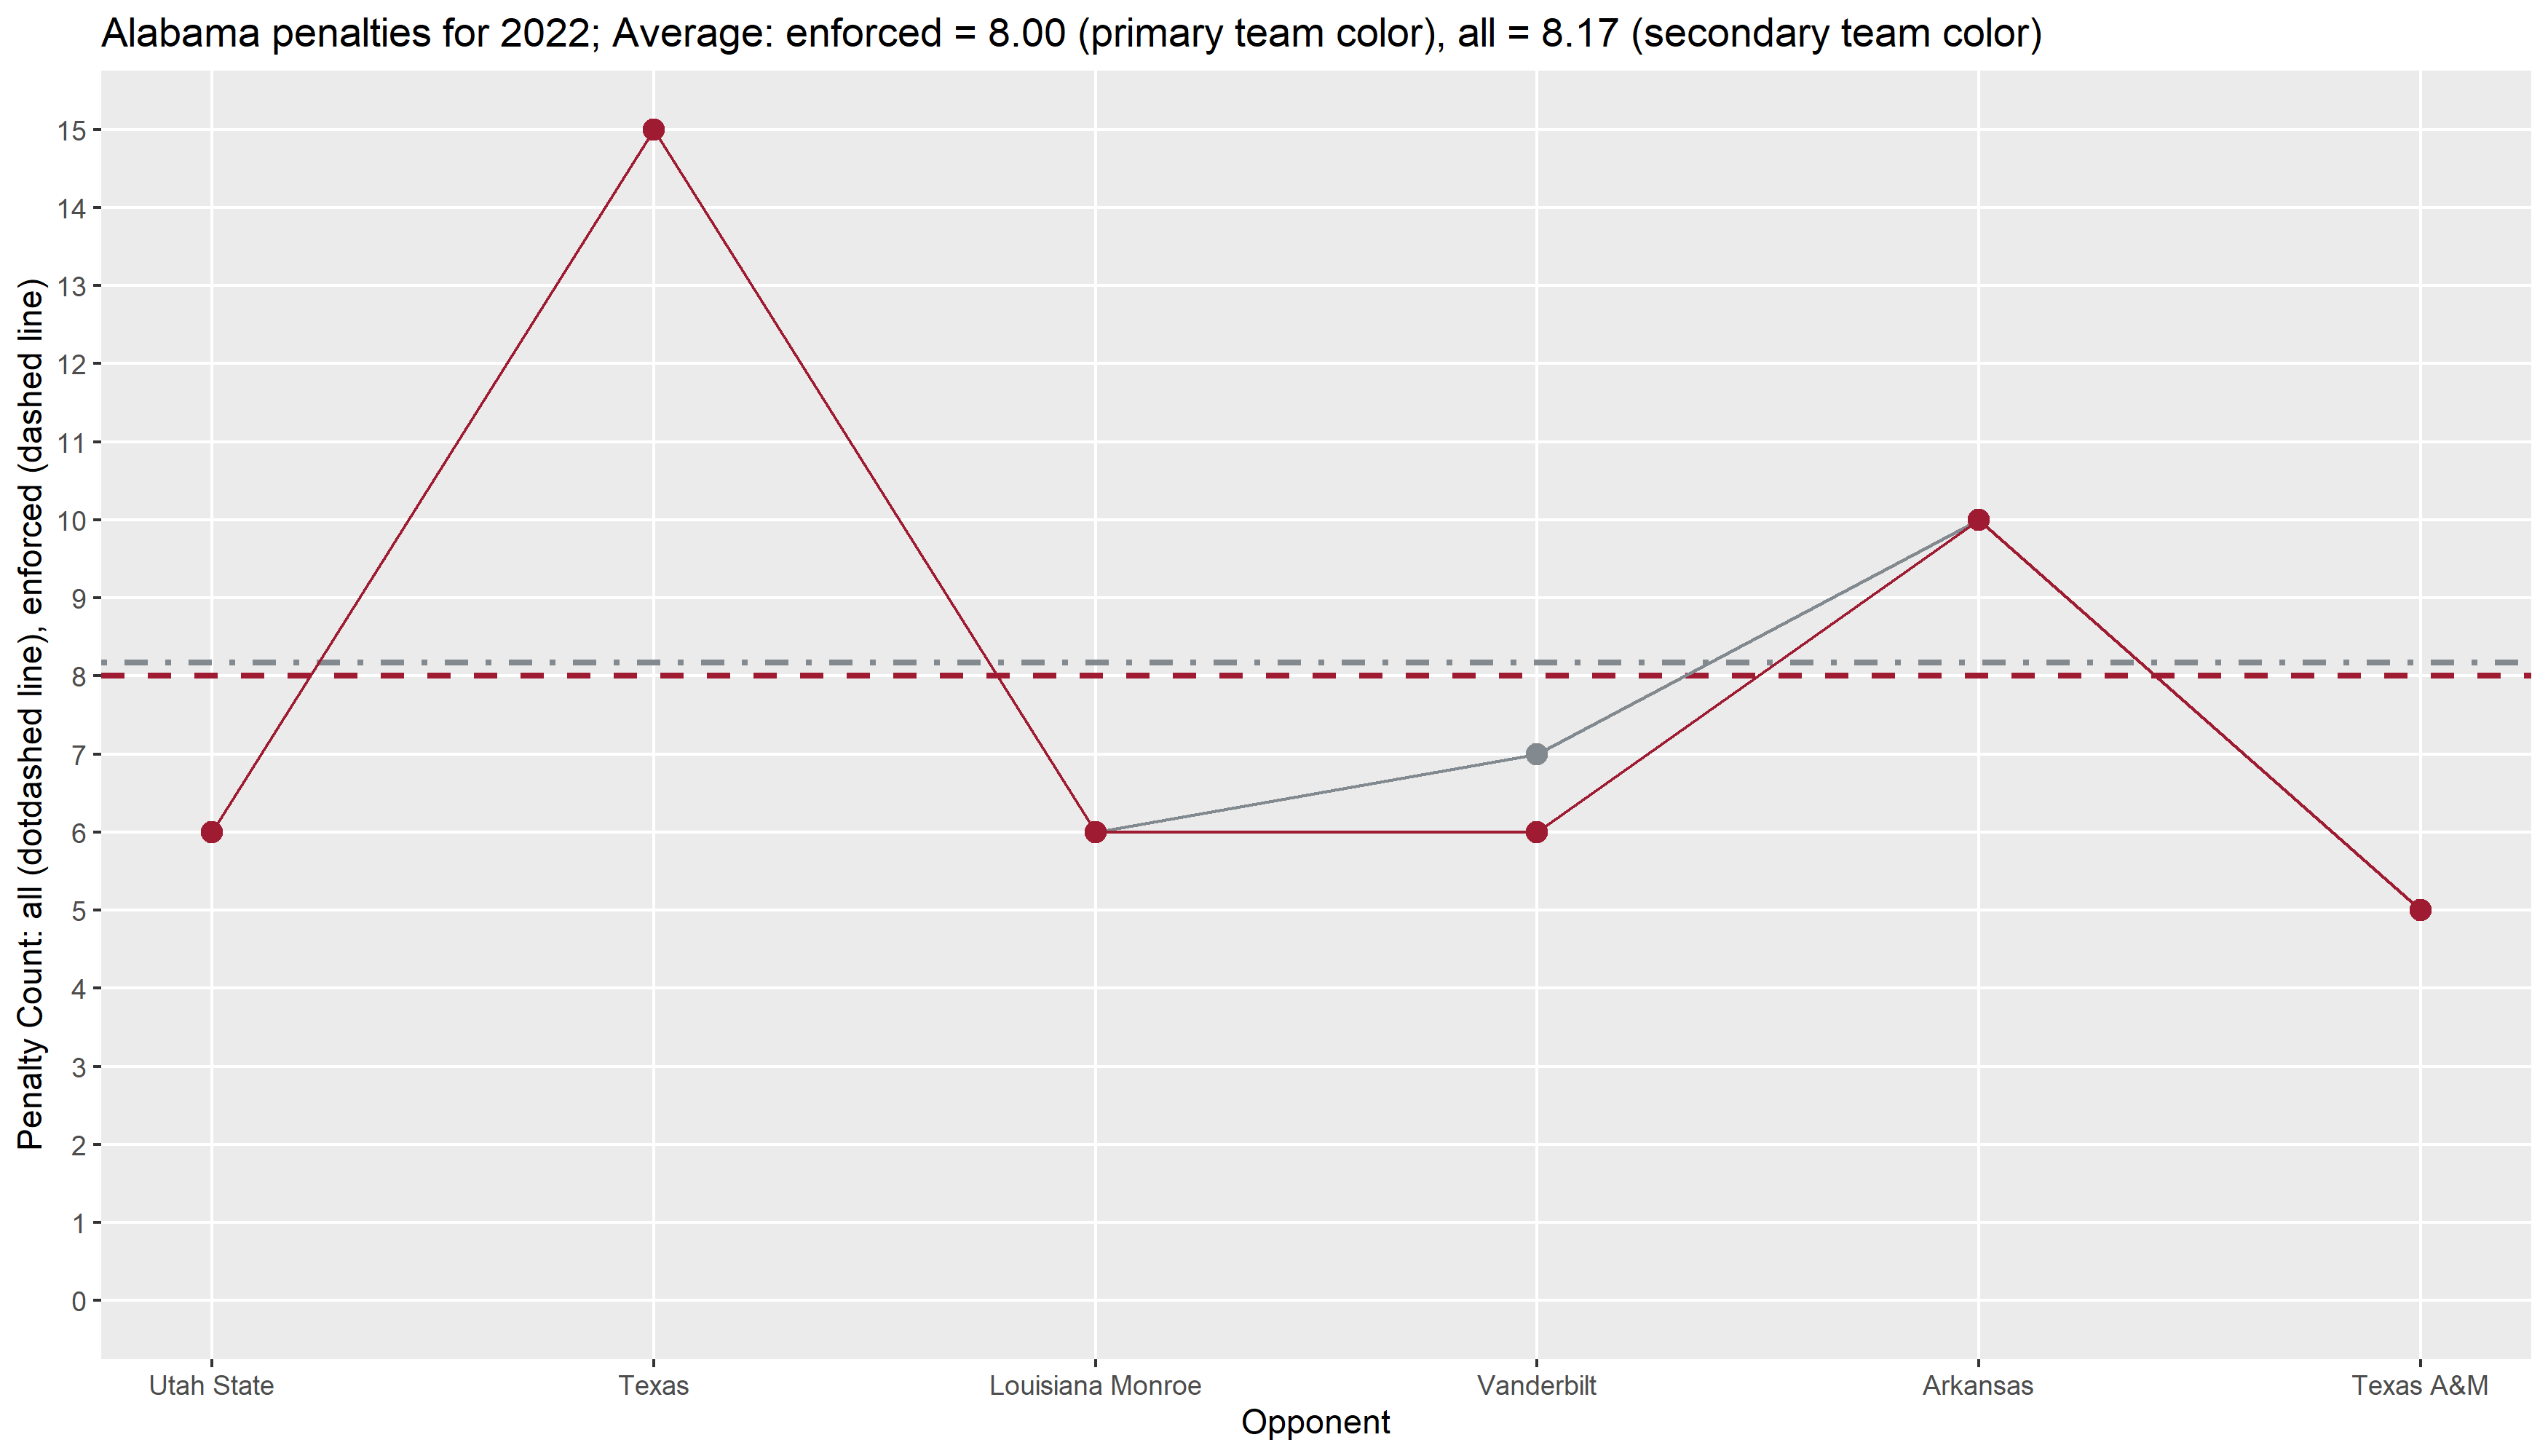 Alabama penalties for 2022; Average: enforced = 8.00 (primary team color), all = 8.17 (secondary team color)
Penalty Count: all (dotdashed line), enforced (dashed line)
15
14
13
12
11
10
9
8
7
6
5
4
3
2
1
0
Utah State
Texas
Louisiana Monroe
Vanderbilt
Arkansas
Texas A&M
Opponent